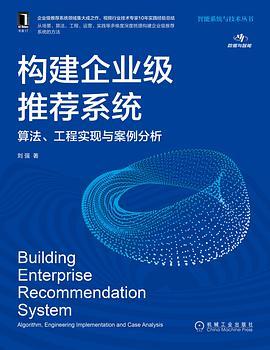 智能系统与技术丛书
企业级推荐系统领域集大成之作，视频行业技术专家10年实践经验总结
从场景、算法、工程、运营、实践等多维度深度梳理构建企业级推荐系统的方法
数据与智能
构建企业级
推荐系统
算法、工程实现与案例分析
刘强 著
Building
Enterprise
Recommendation
System
Algorithm, Engineering Implementation and Case Analysis
机械工业出版社
China Machine Press